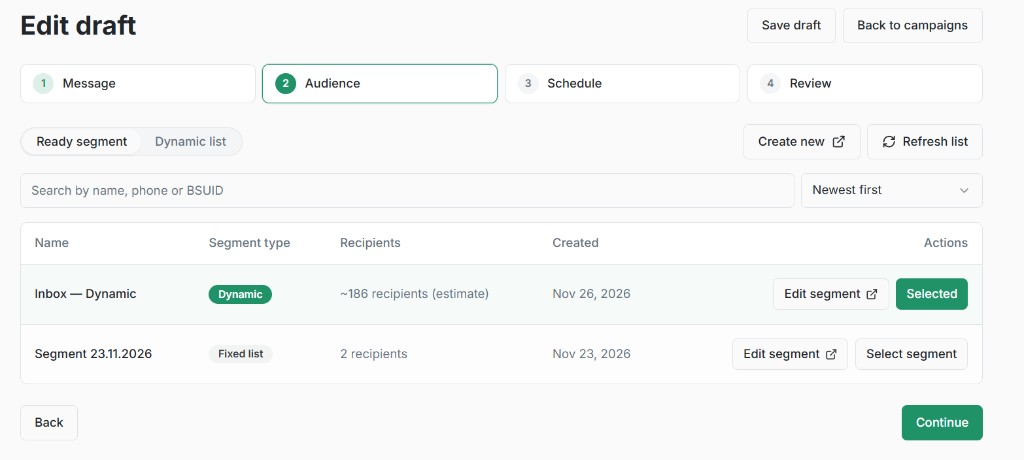 Edit draft
Save draft
Back to campaigns
1 Message
2 Audience
3 Schedule
4 Review
Ready segment
Dynamic list
Create new
Refresh list
Search by name, phone or BSUID
Newest first
Name Segment type Recipients Created Actions
Inbox — Dynamic Dynamic ~186 recipients (estimate) Nov 26, 2026 Edit segment Selected
Segment 23.11.2026 Fixed list 2 recipients Nov 23, 2026 Edit segment Select segment
Back
Continue